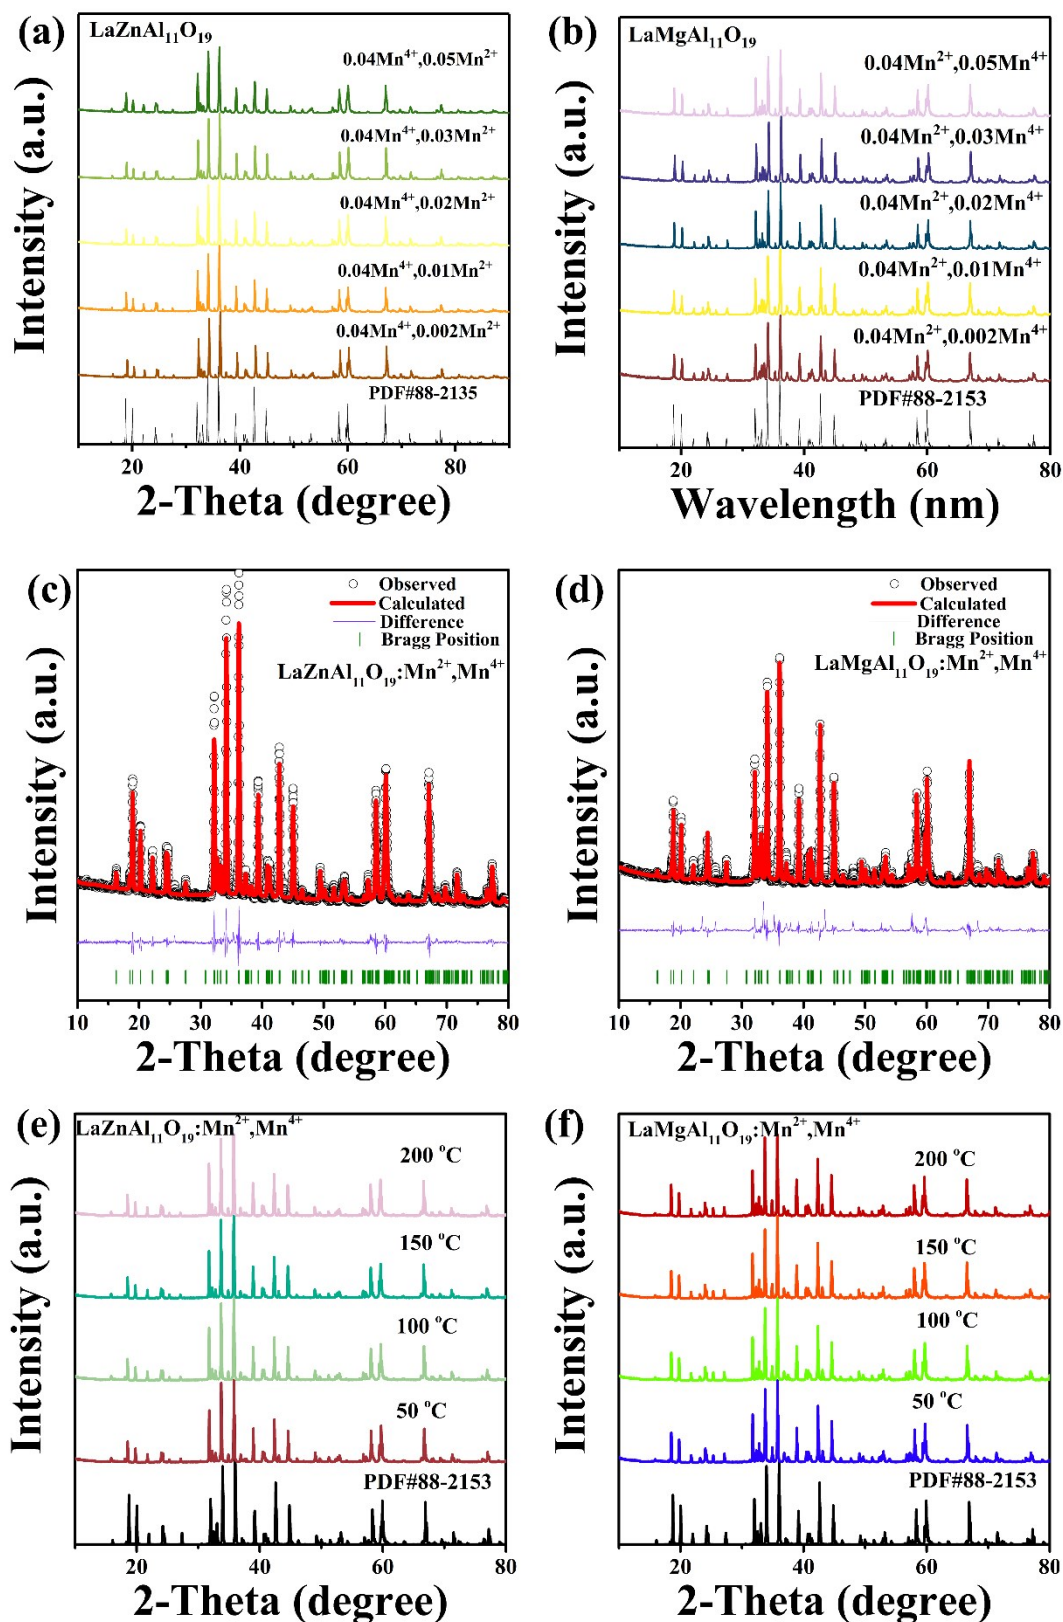 (a) LaZnAl₁₁O₁₉
0.04Mn⁴⁺,0.05Mn²⁺
0.04Mn⁴⁺,0.03Mn²⁺
0.04Mn⁴⁺,0.02Mn²⁺
0.04Mn⁴⁺,0.01Mn²⁺
0.04Mn⁴⁺,0.002Mn²⁺
PDF#88-2135
Intensity (a.u.)
20 40 60 80
2-Theta (degree)
(b) LaMgAl₁₁O₁₉
0.04Mn²⁺,0.05Mn⁴⁺
0.04Mn²⁺,0.03Mn⁴⁺
0.04Mn²⁺,0.02Mn⁴⁺
0.04Mn²⁺,0.01Mn⁴⁺
0.04Mn²⁺,0.002Mn⁴⁺
PDF#88-2153
Intensity (a.u.)
20 40 60 80
Wavelength (nm)
(c)
Observed
Calculated
Difference
Bragg Position
LaZnAl₁₁O₁₉:Mn²⁺,Mn⁴⁺
Intensity (a.u.)
10 20 30 40 50 60 70 80
2-Theta (degree)
(d)
Observed
Calculated
Difference
Bragg Position
LaMgAl₁₁O₁₉:Mn²⁺,Mn⁴⁺
Intensity (a.u.)
10 20 30 40 50 60 70 80
2-Theta (degree)
(e) LaZnAl₁₁O₁₉:Mn²⁺,Mn⁴⁺
200 °C
150 °C
100 °C
50 °C
PDF#88-2153
Intensity (a.u.)
20 40 60 80
2-Theta (degree)
(f) LaMgAl₁₁O₁₉:Mn²⁺,Mn⁴⁺
200 °C
150 °C
100 °C
50 °C
PDF#88-2153
Intensity (a.u.)
20 40 60 80
2-Theta (degree)